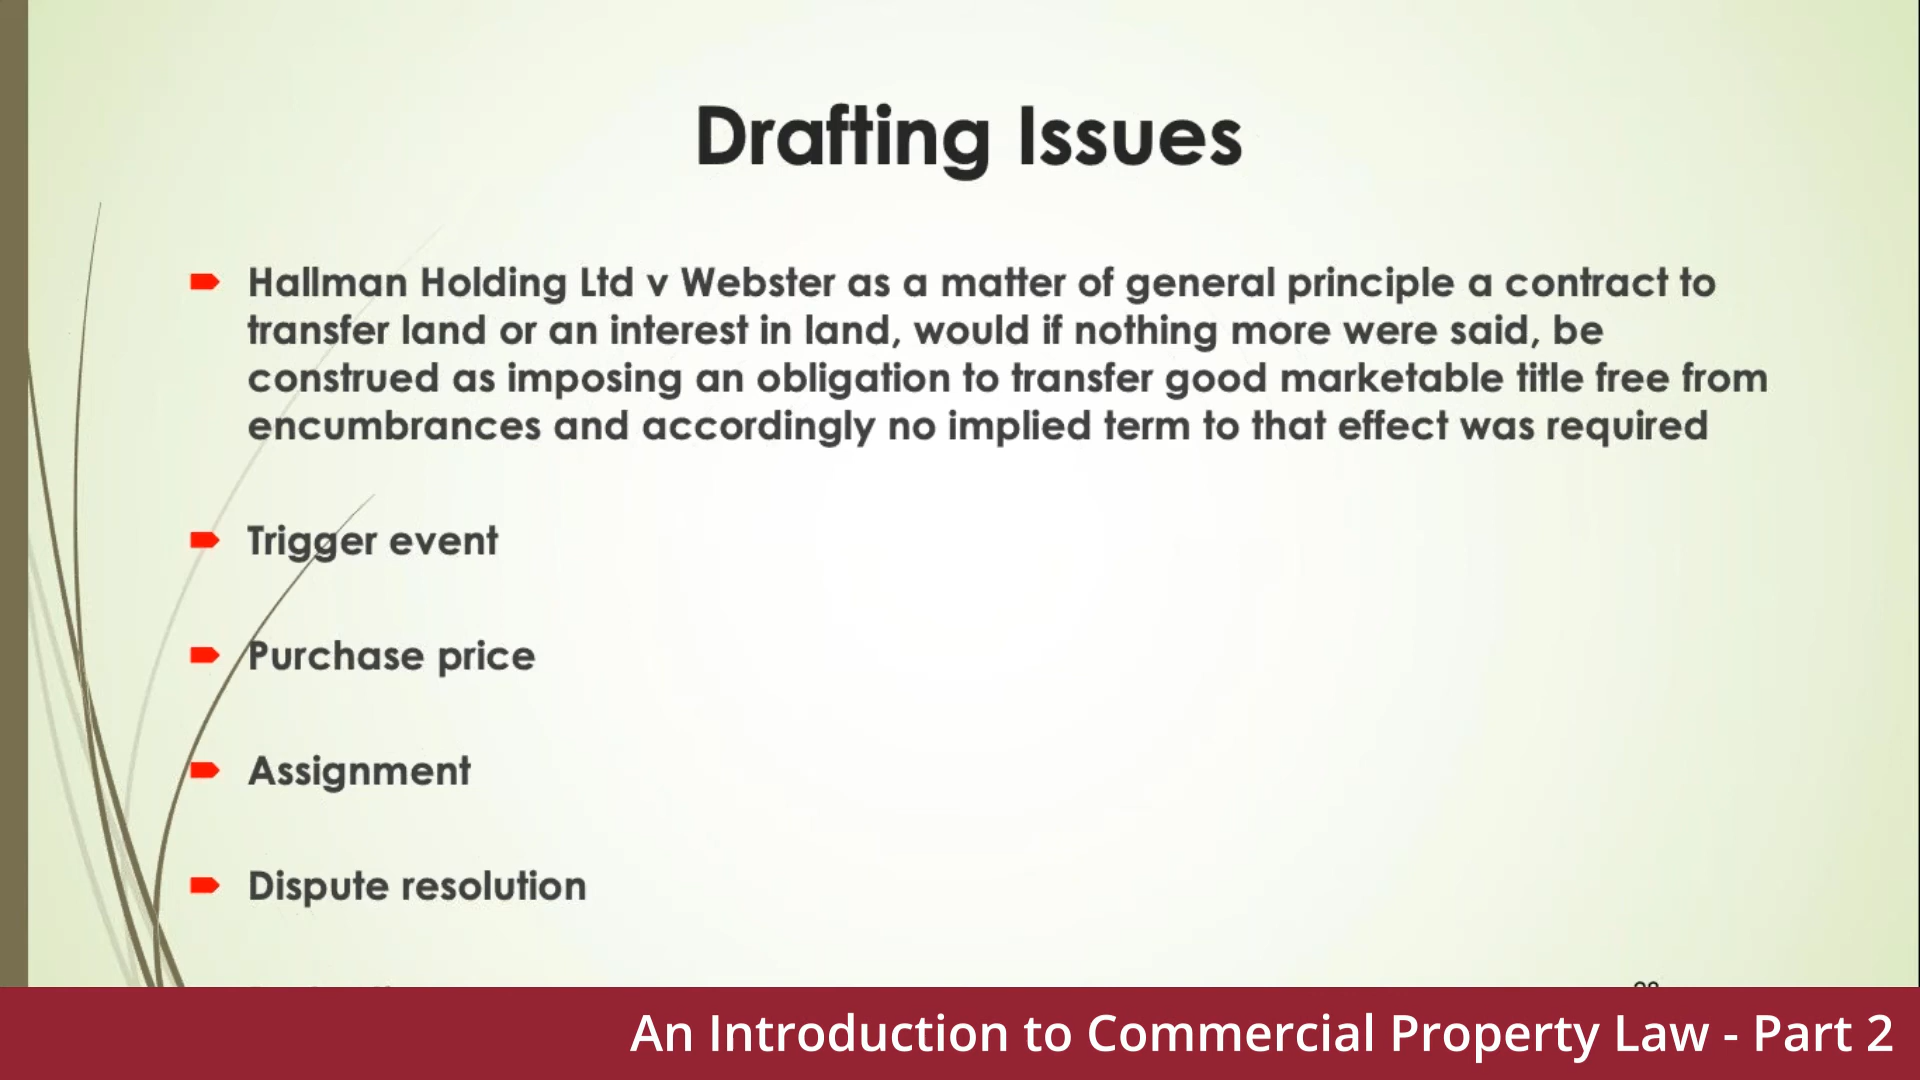 Drafting Issues
Hallman Holding Ltd v Webster as a matter of general principle a contract to
transfer land or an interest in land, would if nothing more were said, be
construed as imposing an obligation to transfer good marketable title free from
encumbrances and accordingly no implied term to that effect was required
Trigger event
Purchase price
Assignment
Dispute resolution
An Introduction to Commercial Property Law - Part 2